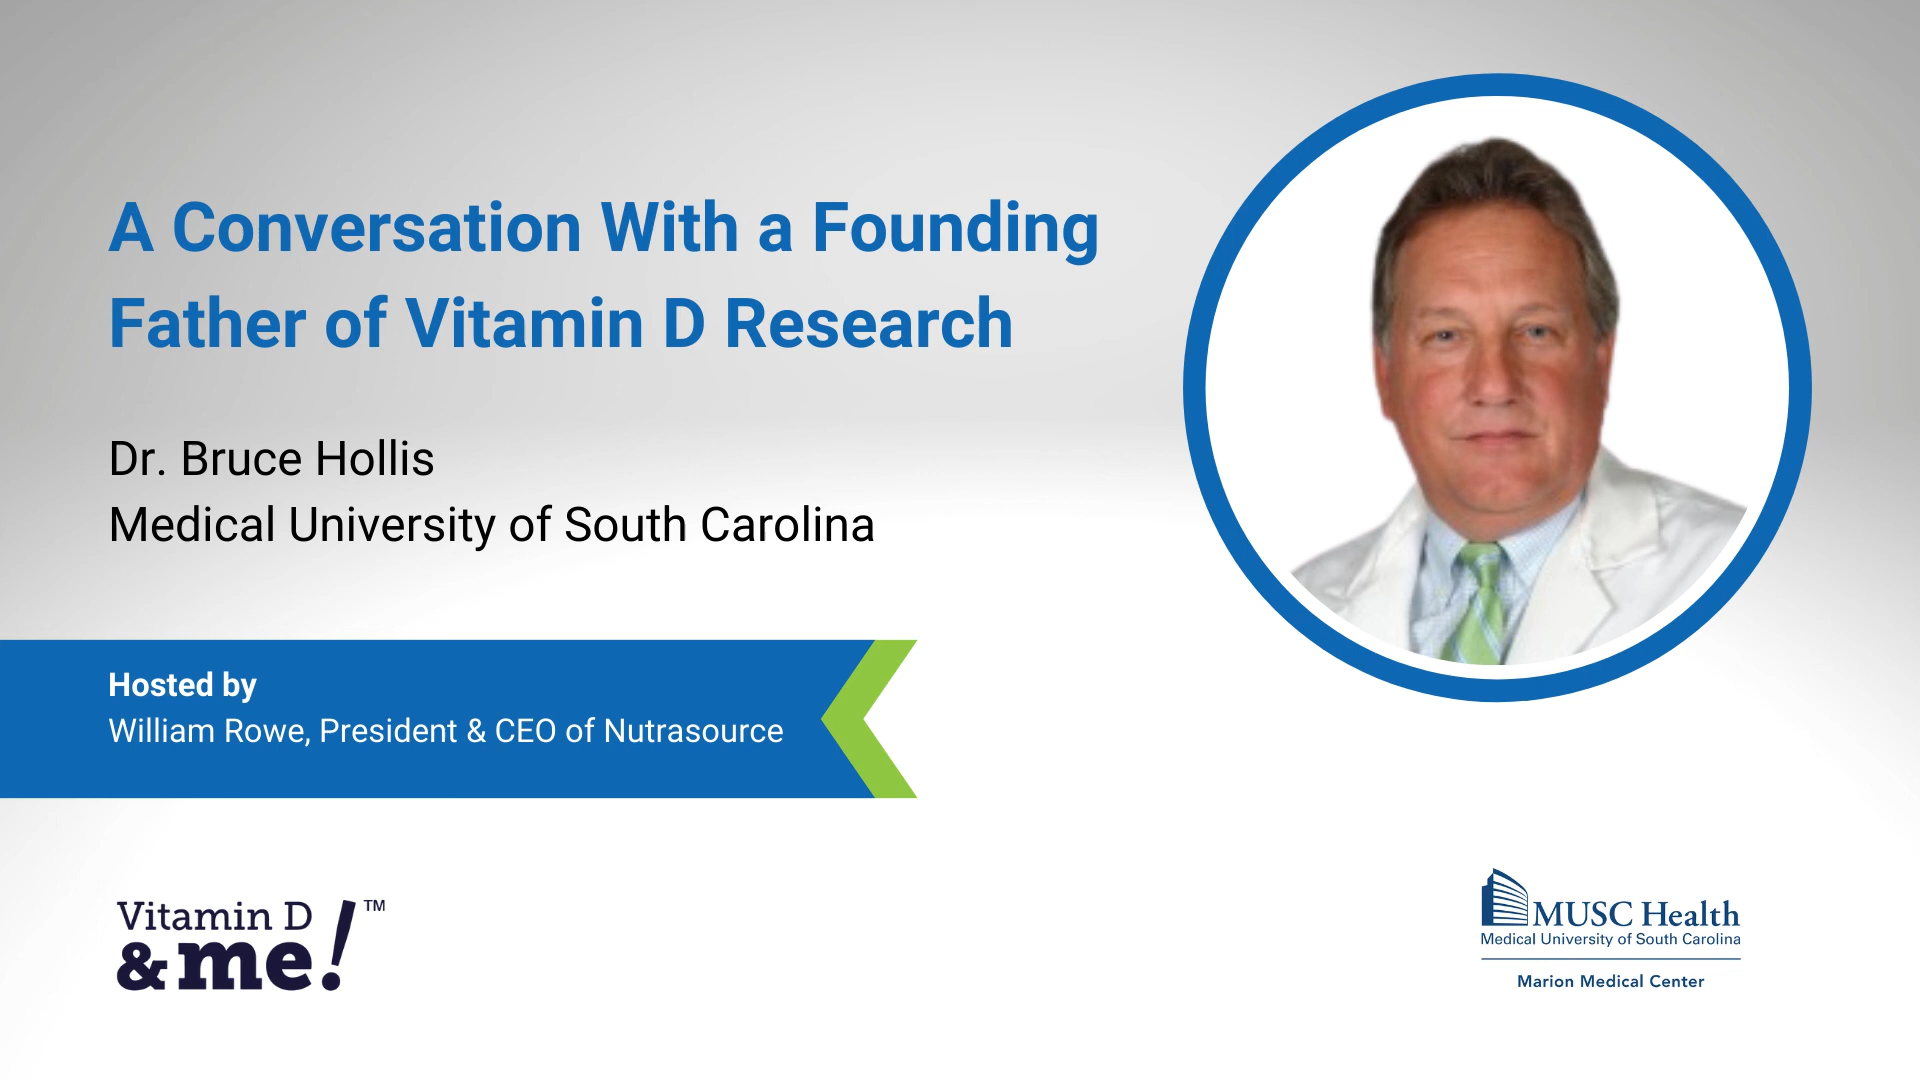 A Conversation With a Founding
Father of Vitamin D Research
Dr. Bruce Hollis
Medical University of South Carolina
Hosted by
William Rowe, President & CEO of Nutrasource
Vitamin D
& me! ™
MUSC Health
Medical University of South Carolina
Marion Medical Center